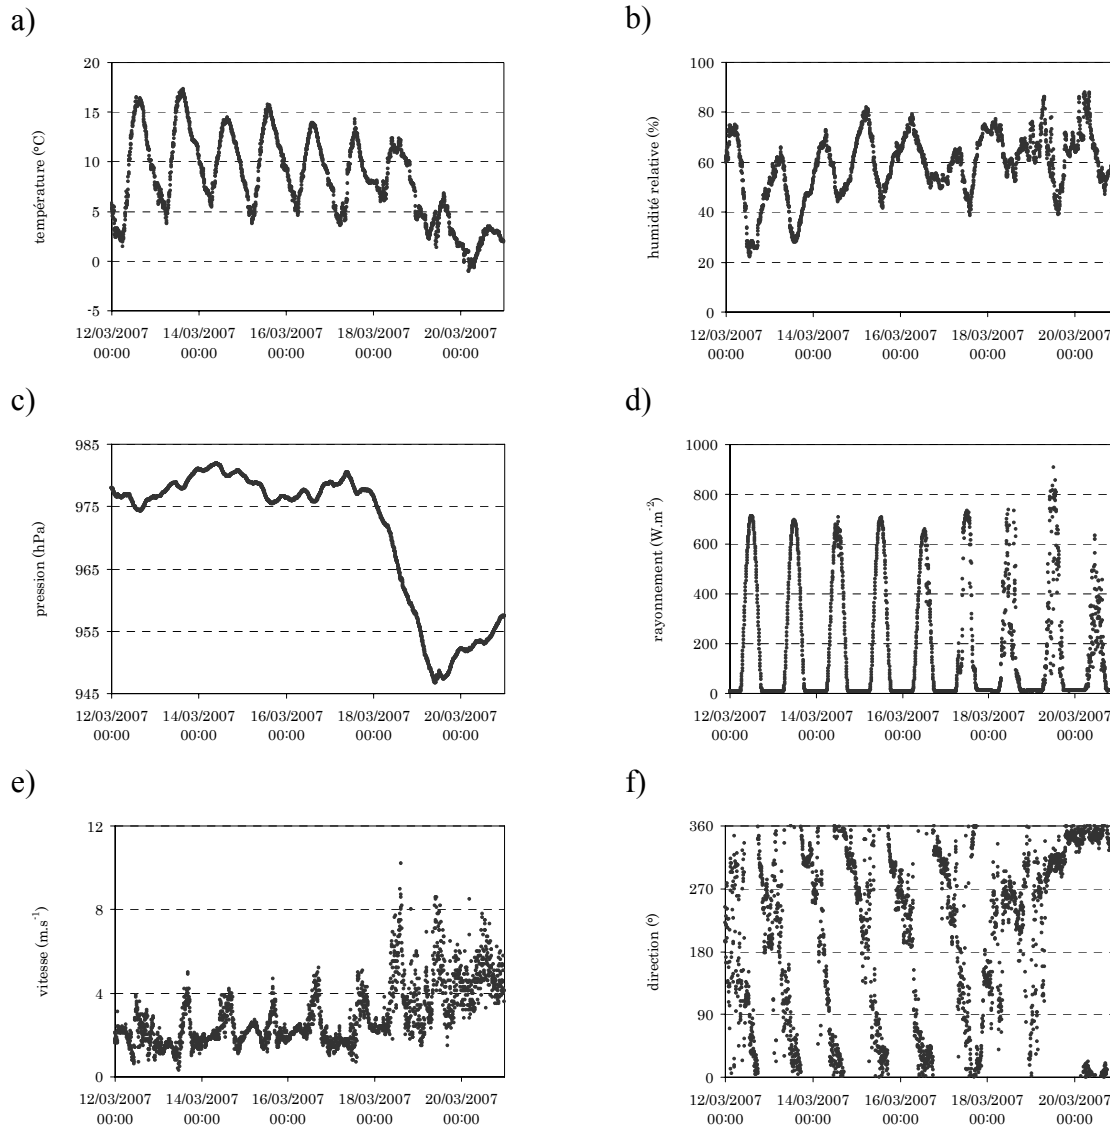 a)
20
15
10
5
0
-5
température (°C)
12/03/2007 14/03/2007 16/03/2007 18/03/2007 20/03/2007
00:00 00:00 00:00 00:00 00:00
b)
100
80
60
40
20
0
humidité relative (%)
12/03/2007 14/03/2007 16/03/2007 18/03/2007 20/03/2007
00:00 00:00 00:00 00:00 00:00
c)
985
975
965
955
945
pression (hPa)
12/03/2007 14/03/2007 16/03/2007 18/03/2007 20/03/2007
00:00 00:00 00:00 00:00 00:00
d)
1000
800
600
400
200
0
rayonnement (W.m⁻²)
12/03/2007 14/03/2007 16/03/2007 18/03/2007 20/03/2007
00:00 00:00 00:00 00:00 00:00
e)
12
8
4
0
vitesse (m.s⁻¹)
12/03/2007 14/03/2007 16/03/2007 18/03/2007 20/03/2007
00:00 00:00 00:00 00:00 00:00
f)
360
270
180
90
0
direction (°)
12/03/2007 14/03/2007 16/03/2007 18/03/2007 20/03/2007
00:00 00:00 00:00 00:00 00:00